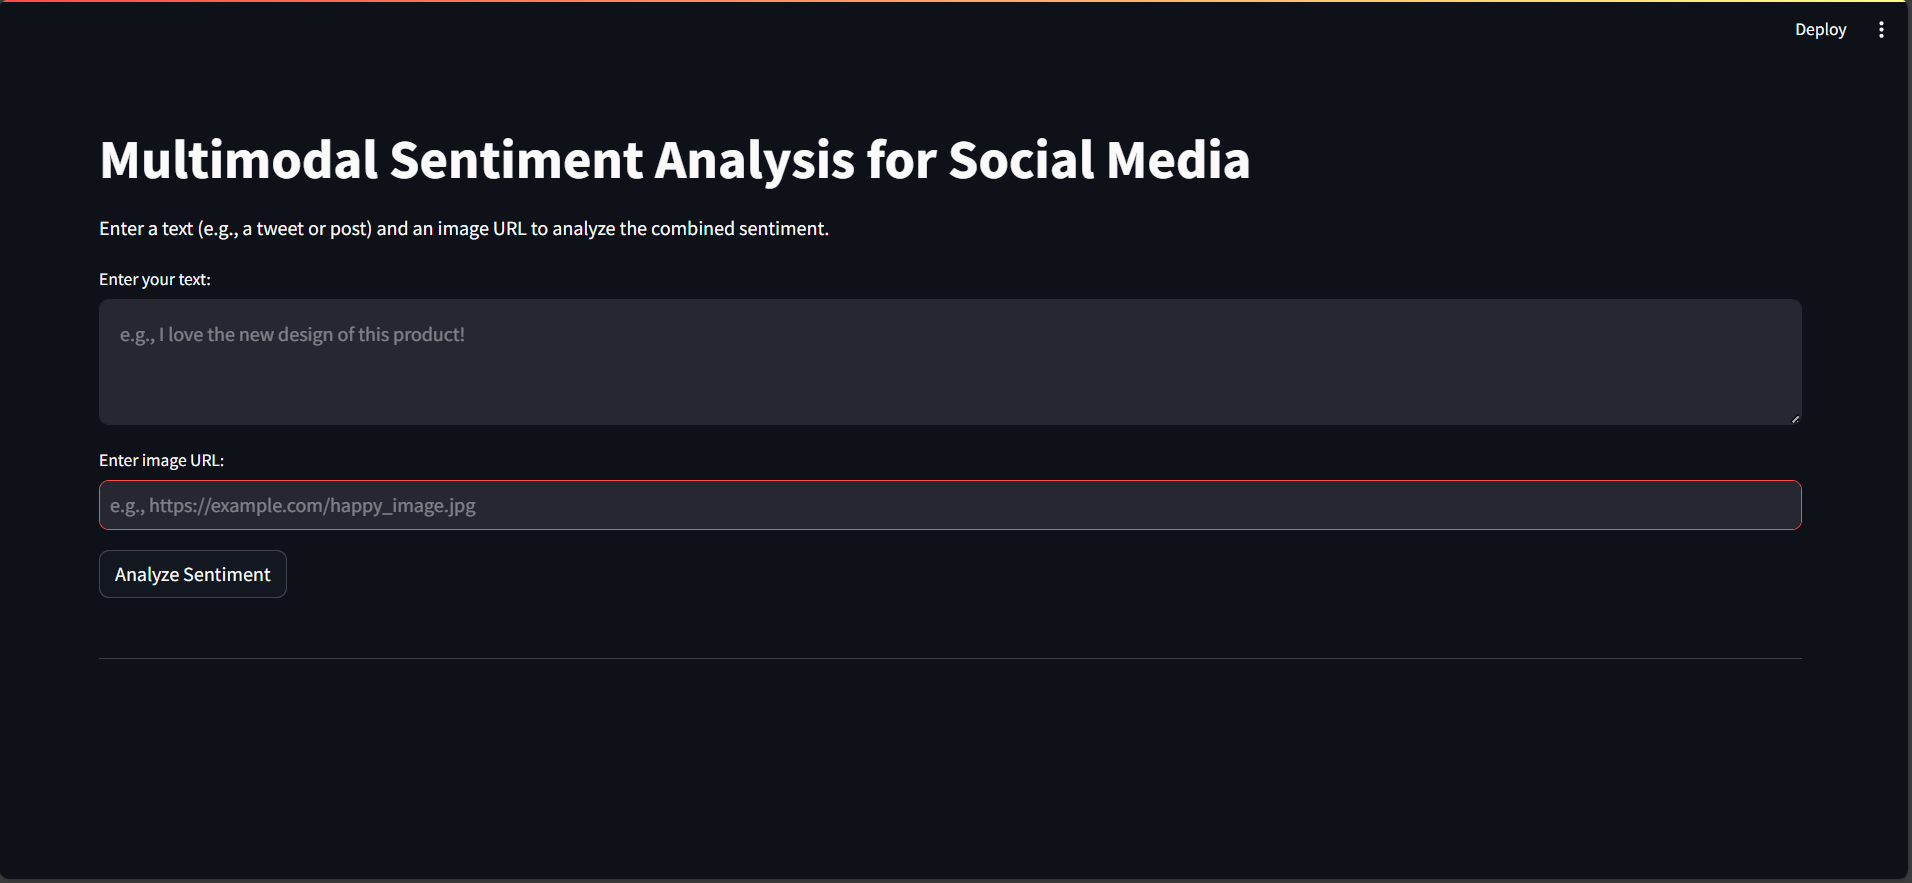 Deploy
Multimodal Sentiment Analysis for Social Media
Enter a text (e.g., a tweet or post) and an image URL to analyze the combined sentiment.
Enter your text:
e.g., I love the new design of this product!
Enter image URL:
e.g., https://example.com/happy_image.jpg
Analyze Sentiment